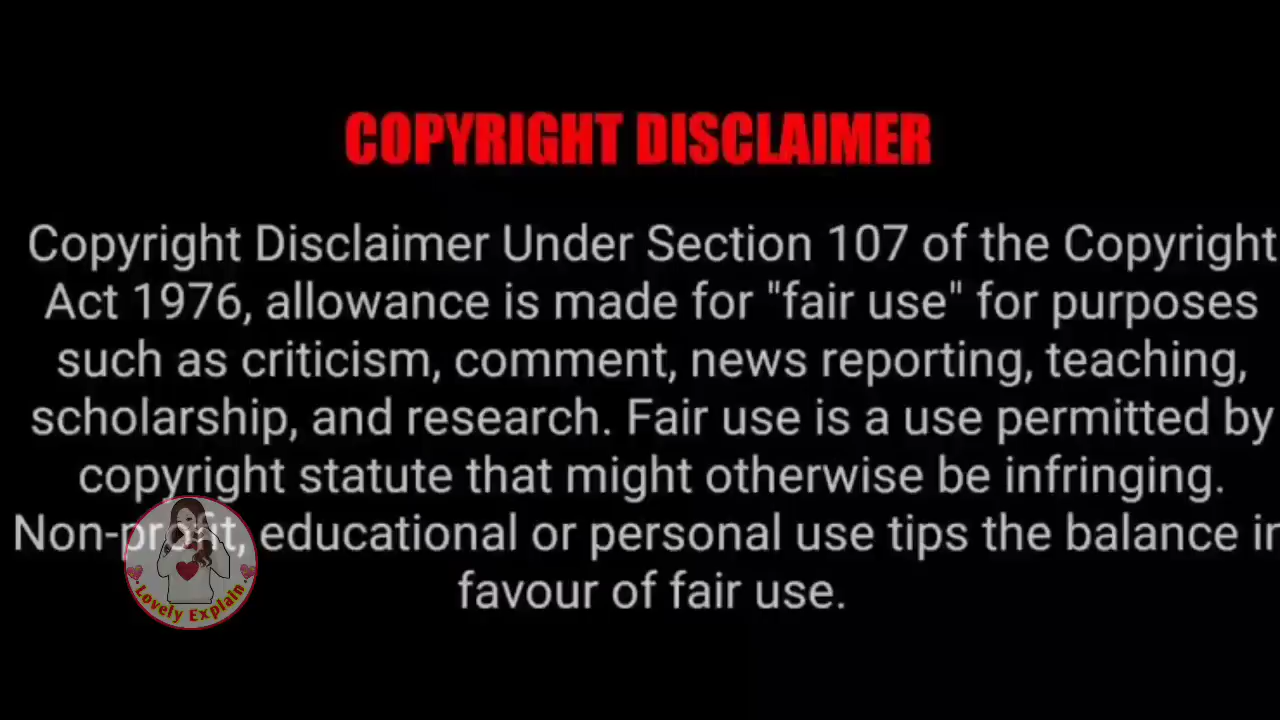 COPYRIGHT DISCLAIMER
Copyright Disclaimer Under Section 107 of the Copyright
Act 1976, allowance is made for "fair use" for purposes
such as criticism, comment, news reporting, teaching,
scholarship, and research. Fair use is a use permitted by
copyright statute that might otherwise be infringing.
Non-profit, educational or personal use tips the balance in
favour of fair use.
Lovely Explain